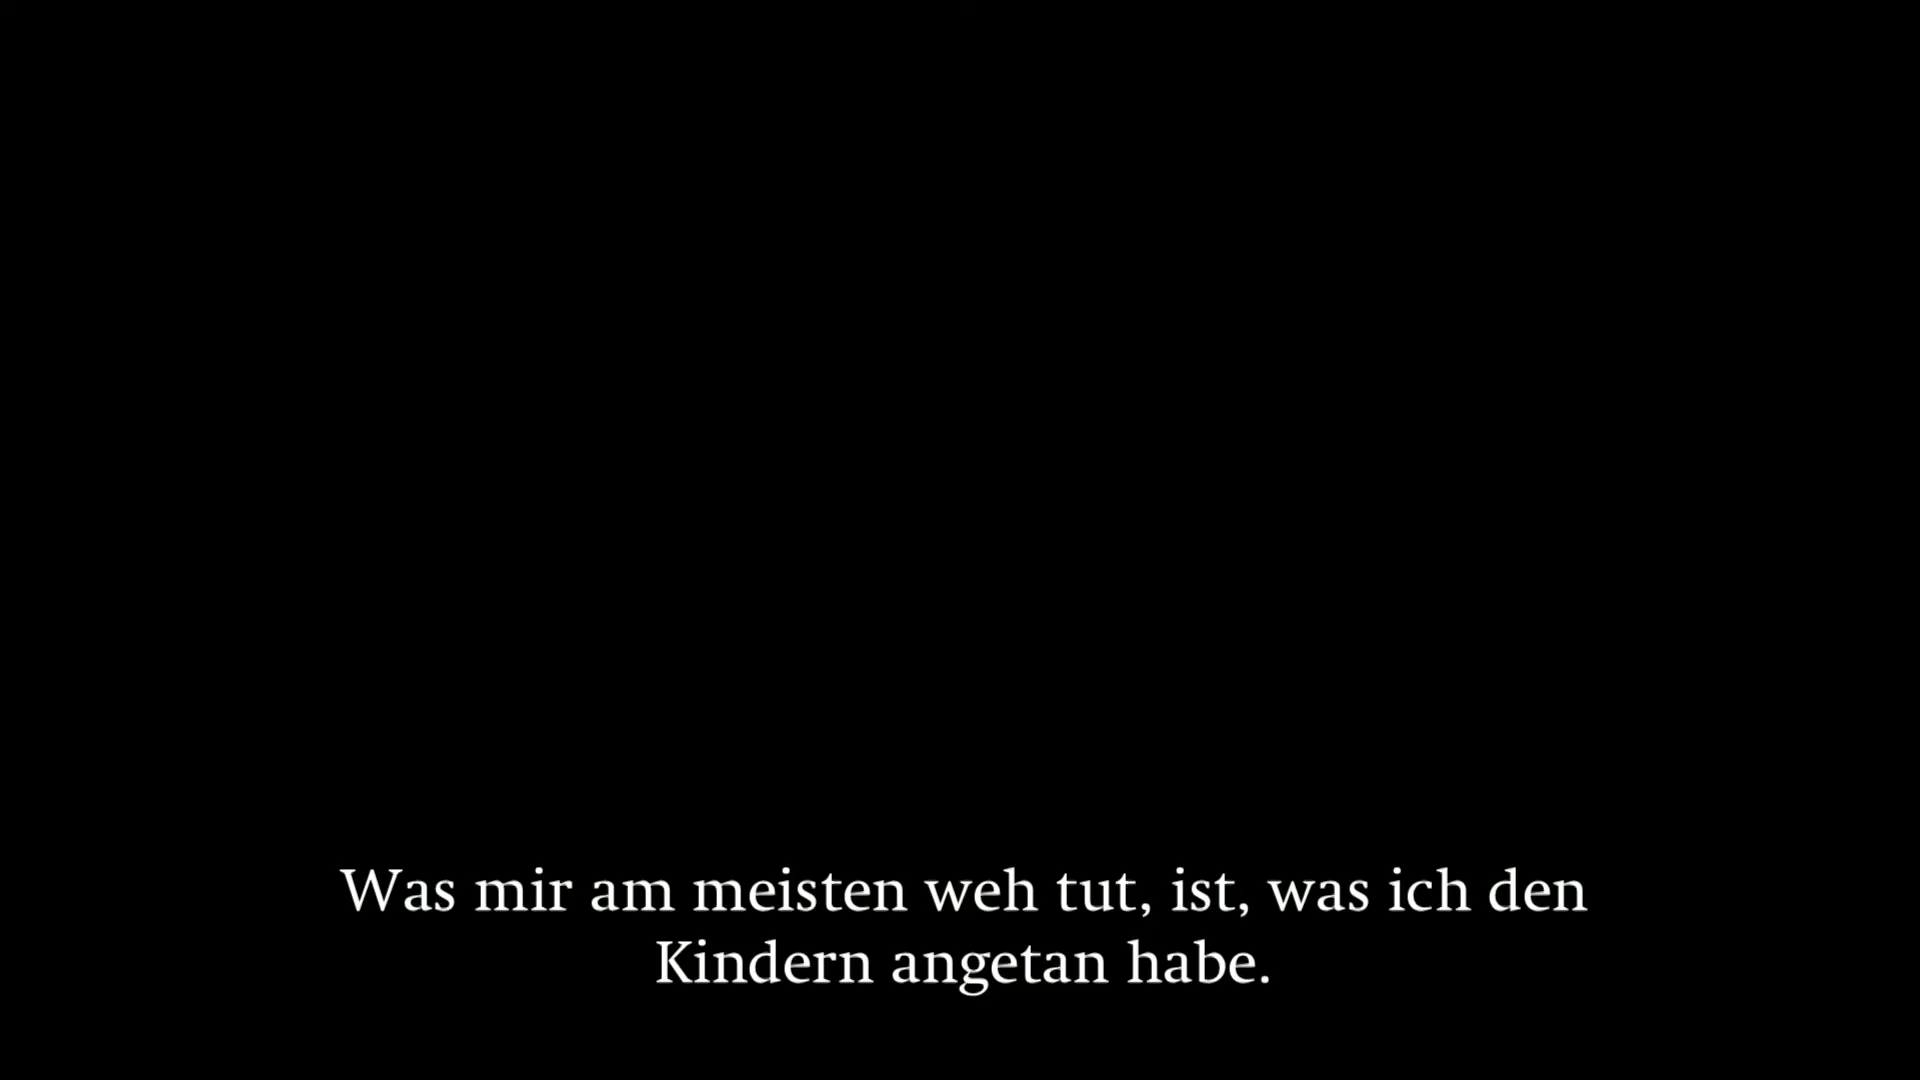 Was mir am meisten weh tut, ist, was ich den
Kindern angetan habe.